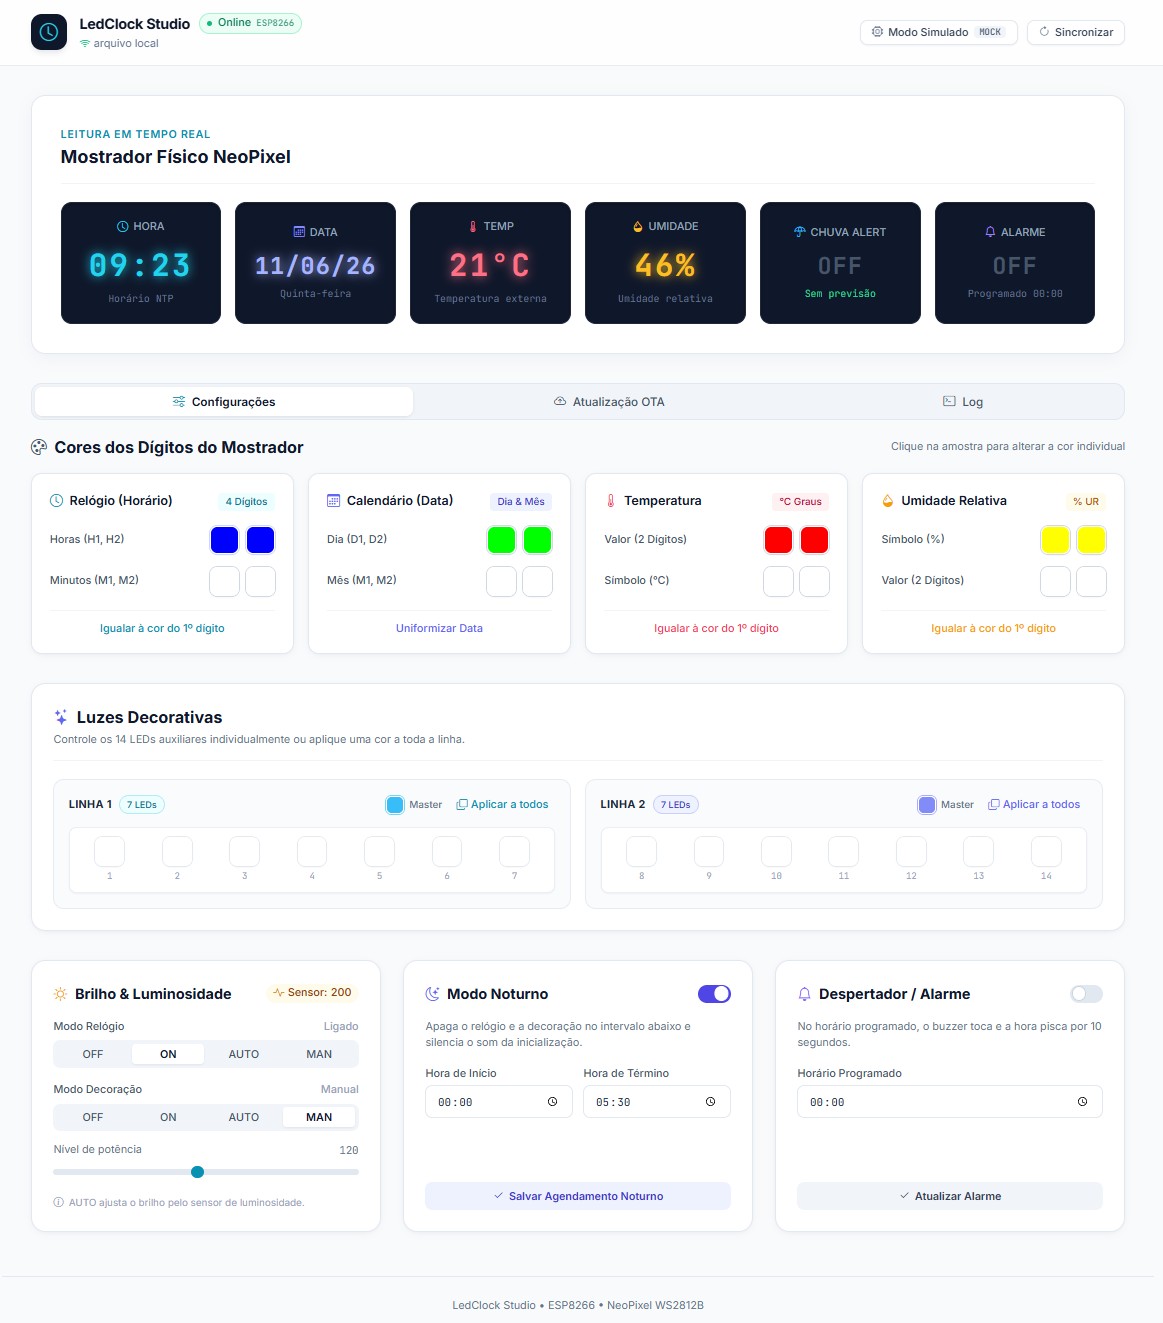 LedClock Studio
Online ESP8266
arquivo local
Modo Simulado MOCK
Sincronizar
LEITURA EM TEMPO REAL
Mostrador Físico NeoPixel
HORA
09:23
Horário NTP
DATA
11/06/26
Quinta-feira
TEMP
21°C
Temperatura externa
UMIDADE
46%
Umidade relativa
CHUVA ALERT
OFF
Sem previsão
ALARME
OFF
Programado 00:00
Configurações
Atualização OTA
Log
Cores dos Dígitos do Mostrador
Clique na amostra para alterar a cor individual
Relógio (Horário)
4 Dígitos
Horas (H1, H2)
Minutos (M1, M2)
Igualar à cor do 1º dígito
Calendário (Data)
Dia & Mês
Dia (D1, D2)
Mês (M1, M2)
Uniformizar Data
Temperatura
°C Graus
Valor (2 Dígitos)
Símbolo (°C)
Igualar à cor do 1º dígito
Umidade Relativa
% UR
Símbolo (%)
Valor (2 Dígitos)
Igualar à cor do 1º dígito
Luzes Decorativas
Controle os 14 LEDs auxiliares individualmente ou aplique uma cor a toda a linha.
LINHA 1
7 LEDs
Master
Aplicar a todos
1 2 3 4 5 6 7
LINHA 2
7 LEDs
Master
Aplicar a todos
8 9 10 11 12 13 14
Brilho & Luminosidade
Sensor: 200
Modo Relógio
Ligado
OFF ON AUTO MAN
Modo Decoração
Manual
OFF ON AUTO MAN
Nível de potência
120
AUTO ajusta o brilho pelo sensor de luminosidade.
Modo Noturno
Apaga o relógio e a decoração no intervalo abaixo e
silencia o som da inicialização.
Hora de Início
00:00
Hora de Término
05:30
Salvar Agendamento Noturno
Despertador / Alarme
No horário programado, o buzzer toca e a hora pisca por 10
segundos.
Horário Programado
00:00
Atualizar Alarme
LedClock Studio • ESP8266 • NeoPixel WS2812B